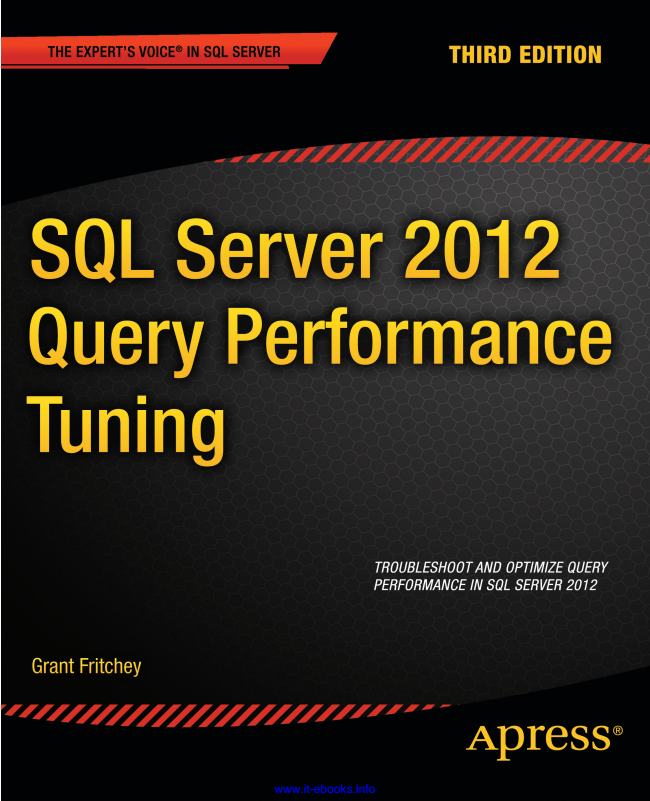 THE EXPERT'S VOICE® IN SQL SERVER
THIRD EDITION
SQL Server 2012
Query Performance
Tuning
TROUBLESHOOT AND OPTIMIZE QUERY
PERFORMANCE IN SQL SERVER 2012
Grant Fritchey
Apress®
www.it-ebooks.info